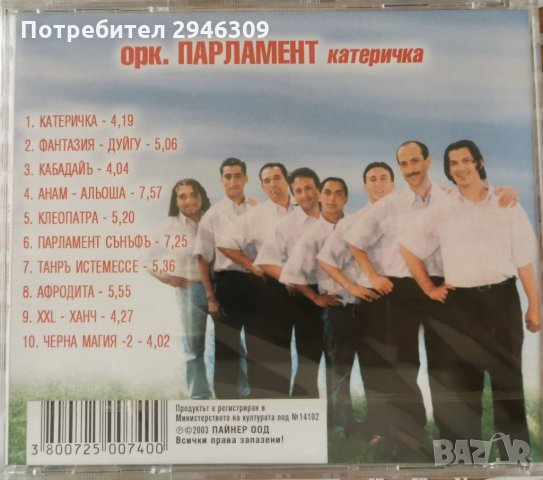 Потребител 2946309
орк. ПАРЛАМЕНТ катеричка
1. КАТЕРИЧКА - 4,19
2. ФАНТАЗИЯ - ДУЙГУ - 5,06
3. КАБАДАЙЪ - 4,04
4. АНАМ - АЛЬОША - 7,57
5. КЛЕОПАТРА - 5,20
6. ПАРЛАМЕНТ СЪНЪФЪ - 7,25
7. ТАНРЪ ИСТЕМЕССЕ - 5,36
8. АФРОДИТА - 5,55
9. XXL - ХАНЧ - 4,27
10. ЧЕРНА МАГИЯ -2 - 4,02
Продуктът е регистриран в
Министерството на културата под №14102
℗©2003 ПАЙНЕР ООД
Всички права запазени!
3 800725 007400
BAZAR